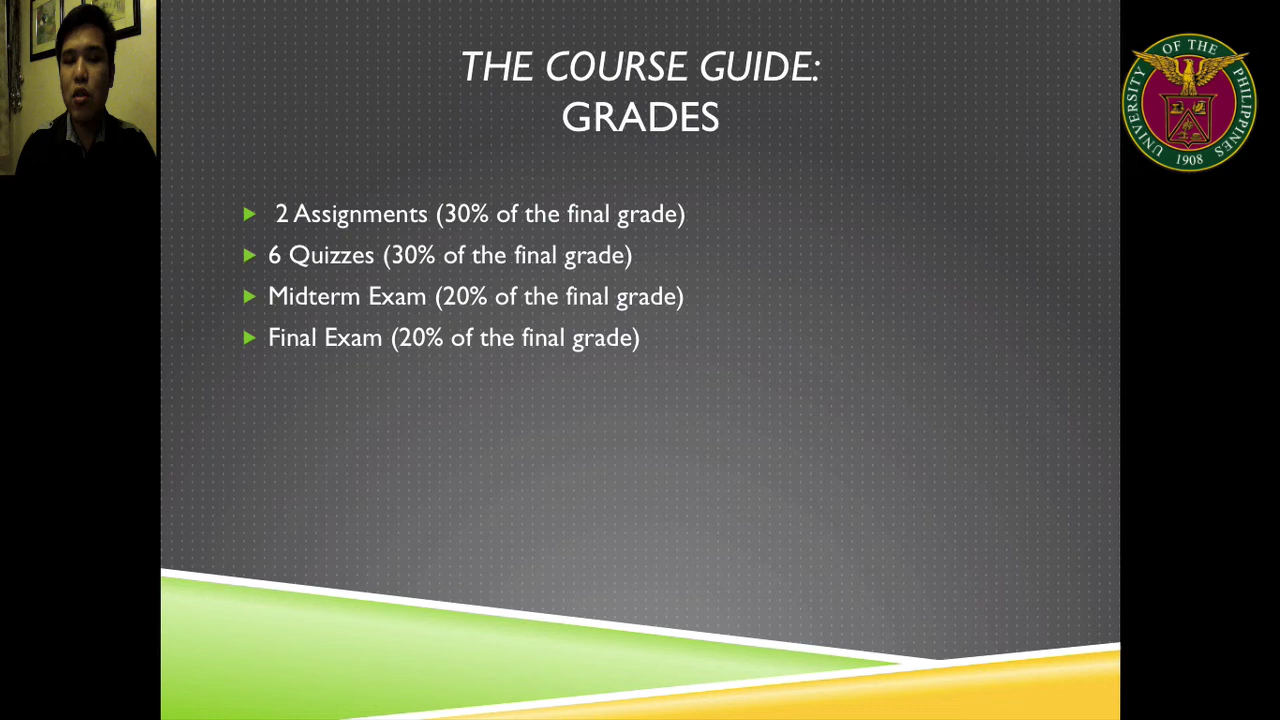 THE COURSE GUIDE:
GRADES
2 Assignments (30% of the final grade)
6 Quizzes (30% of the final grade)
Midterm Exam (20% of the final grade)
Final Exam (20% of the final grade)
UNIVERSITY OF THE PHILIPPINES
1908